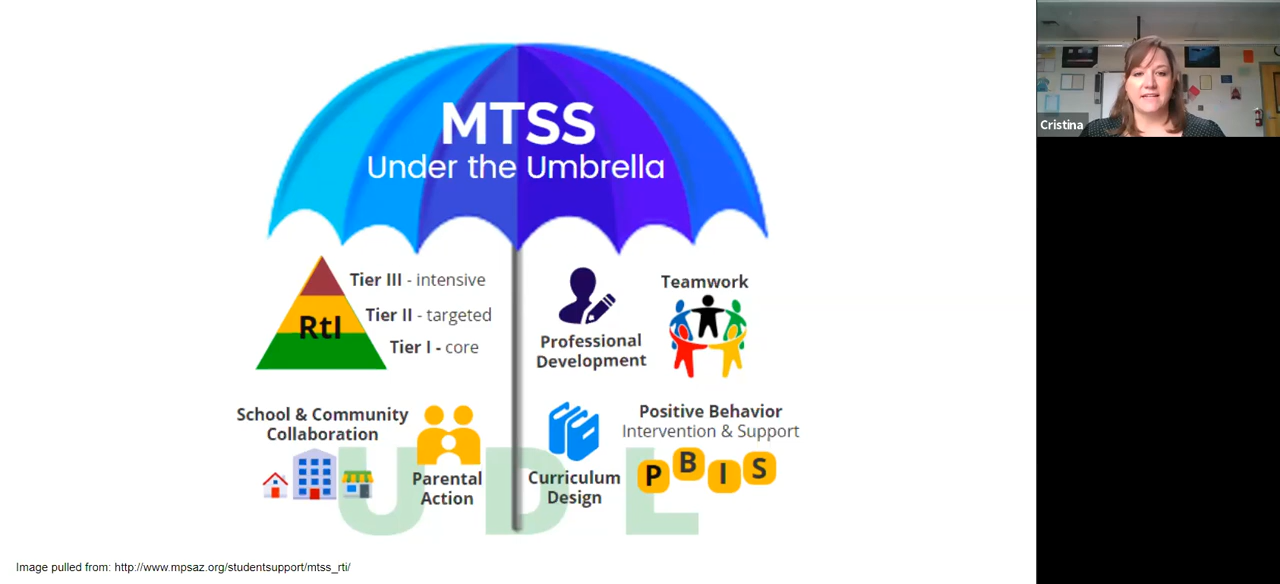 MTSS
Under the Umbrella
RtI
Tier III - intensive
Tier II - targeted
Tier I - core
Professional
Development
Teamwork
School & Community
Collaboration
Parental
Action
Curriculum
Design
Positive Behavior
Intervention & Support
P B I S
U D L
Image pulled from: http://www.mpsaz.org/studentsupport/mtss_rti/
Cristina